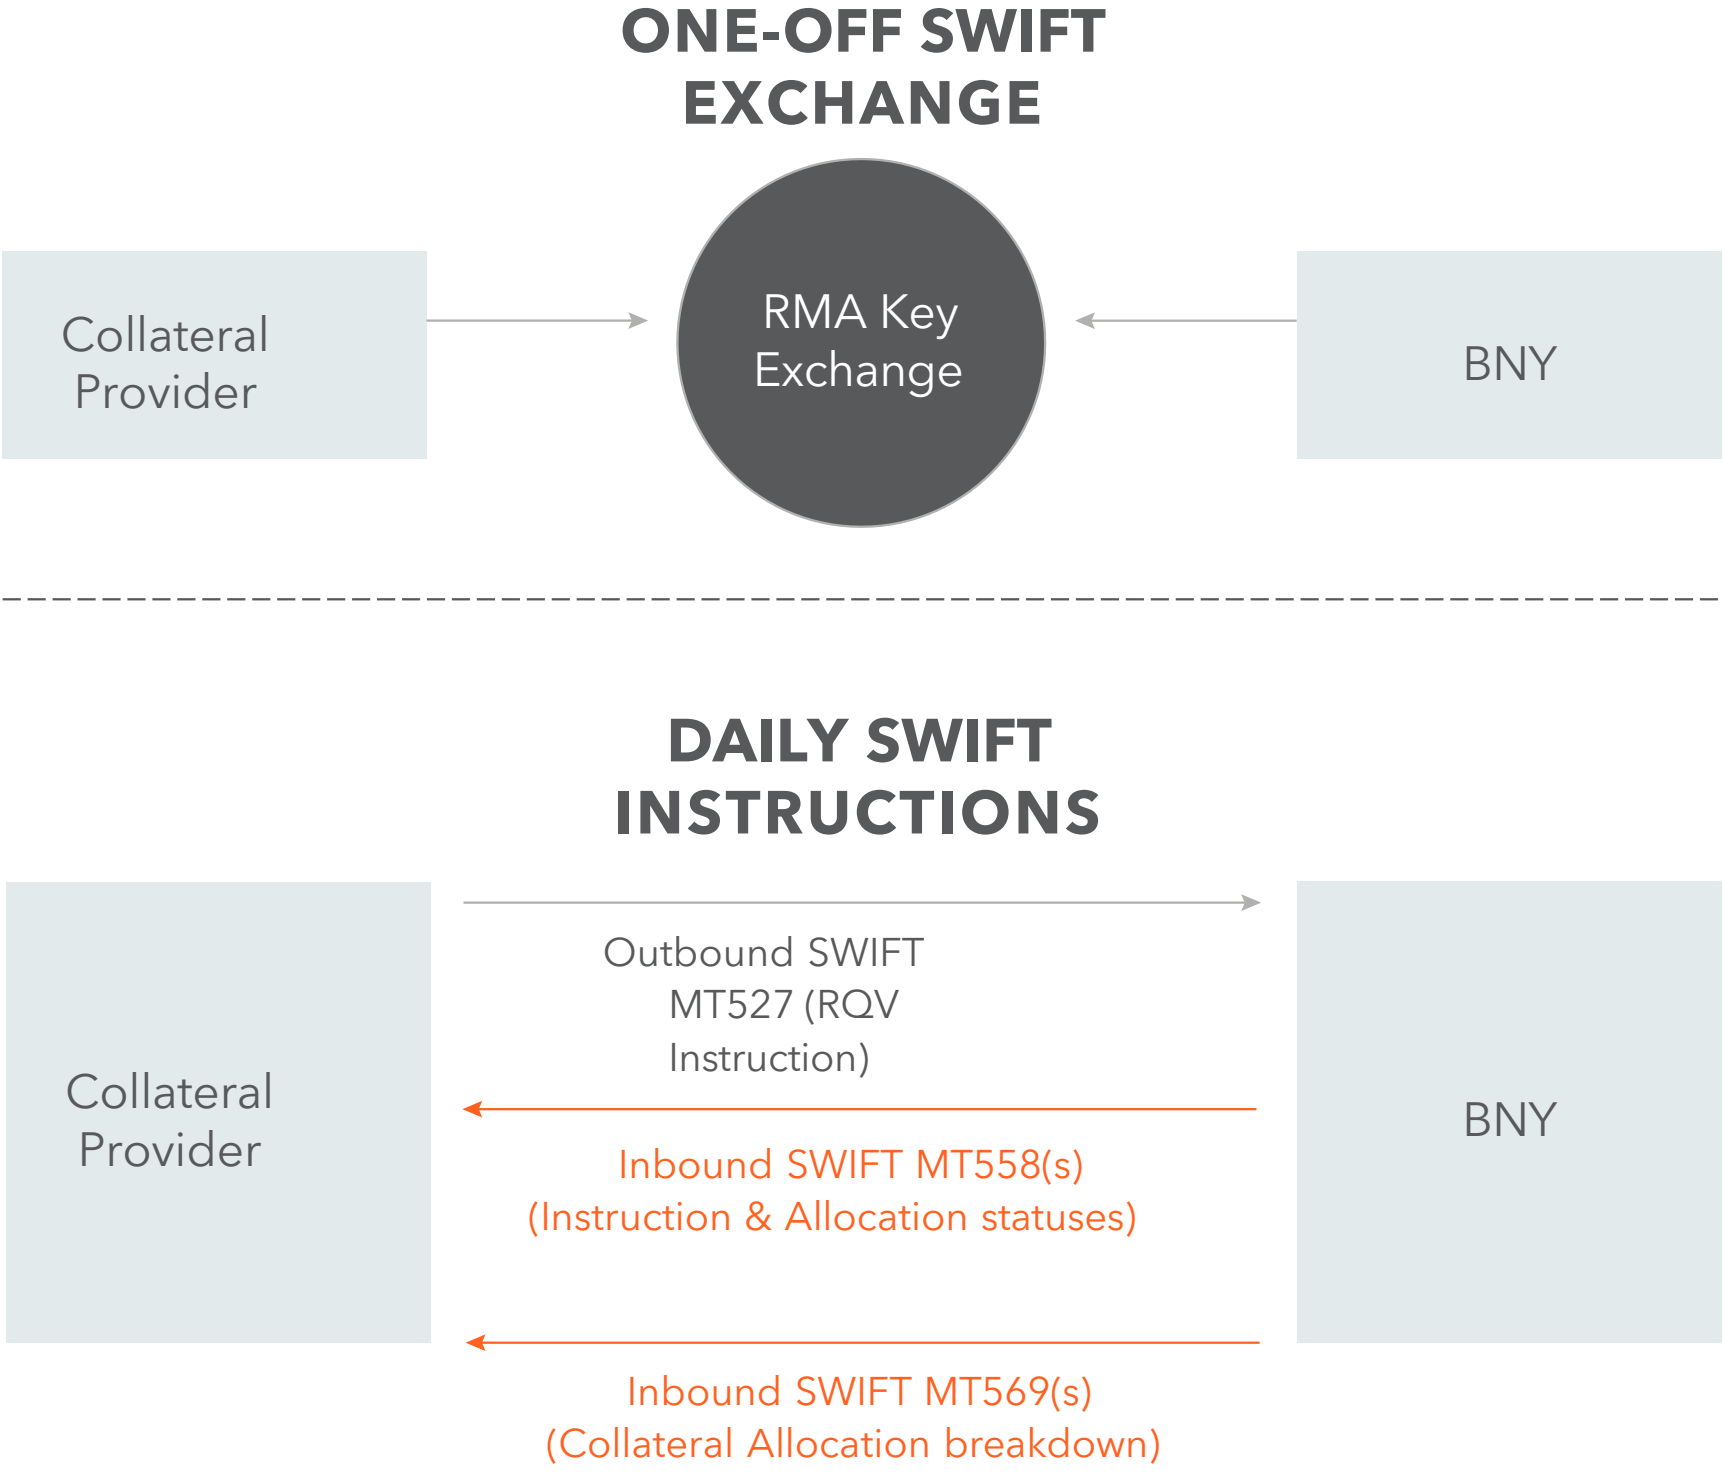 ONE-OFF SWIFT
EXCHANGE
Collateral
Provider
RMA Key
Exchange
BNY
DAILY SWIFT
INSTRUCTIONS
Collateral
Provider
Outbound SWIFT
MT527 (RQV
Instruction)
Inbound SWIFT MT558(s)
(Instruction & Allocation statuses)
Inbound SWIFT MT569(s)
(Collateral Allocation breakdown)
BNY